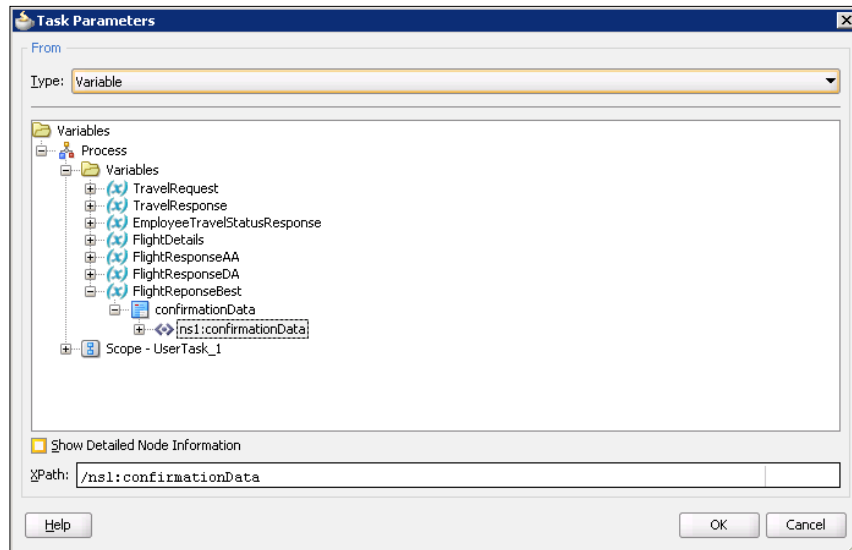 Task Parameters
From
Type: Variable
Variables
Process
Variables
(x) TravelRequest
(x) TravelResponse
(x) EmployeeTravelStatusResponse
(x) FlightDetails
(x) FlightResponseAA
(x) FlightResponseDA
(x) FlightReponseBest
confirmationData
ns1:confirmationData
Scope - UserTask_1
Show Detailed Node Information
XPath: /ns1:confirmationData
Help OK Cancel